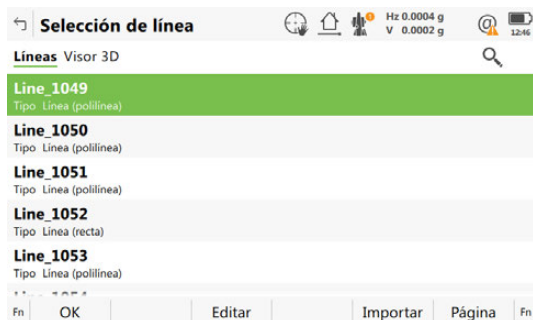 Selección de línea
Hz 0.0004 g
V 0.0002 g
12:46
Líneas Visor 3D
Line_1049
Tipo Línea (polilínea)
Line_1050
Tipo Línea (polilínea)
Line_1051
Tipo Línea (polilínea)
Line_1052
Tipo Línea (recta)
Line_1053
Tipo Línea (polilínea)
Fn OK Editar Importar Página Fn